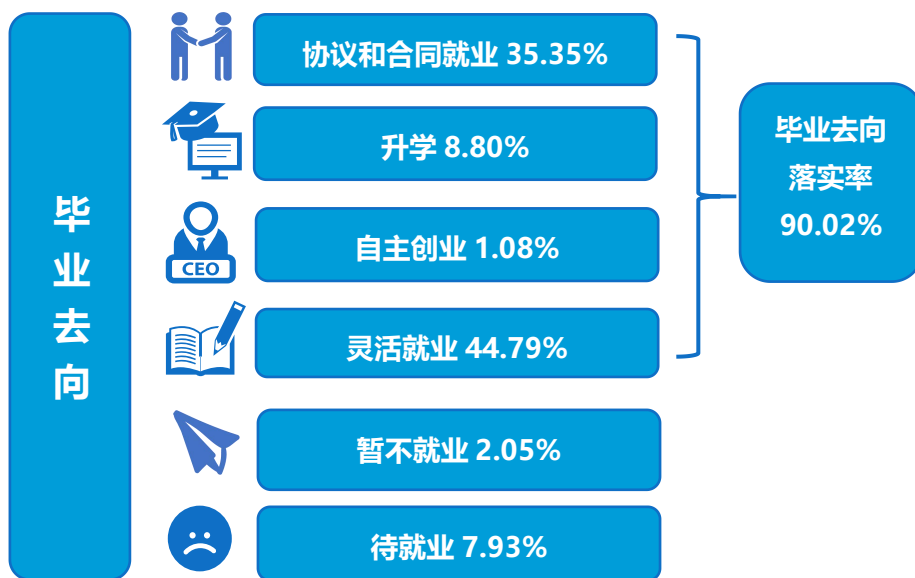 毕业去向
协议和合同就业 35.35%
升学 8.80%
CEO
自主创业 1.08%
灵活就业 44.79%
暂不就业 2.05%
待就业 7.93%
毕业去向
落实率
90.02%